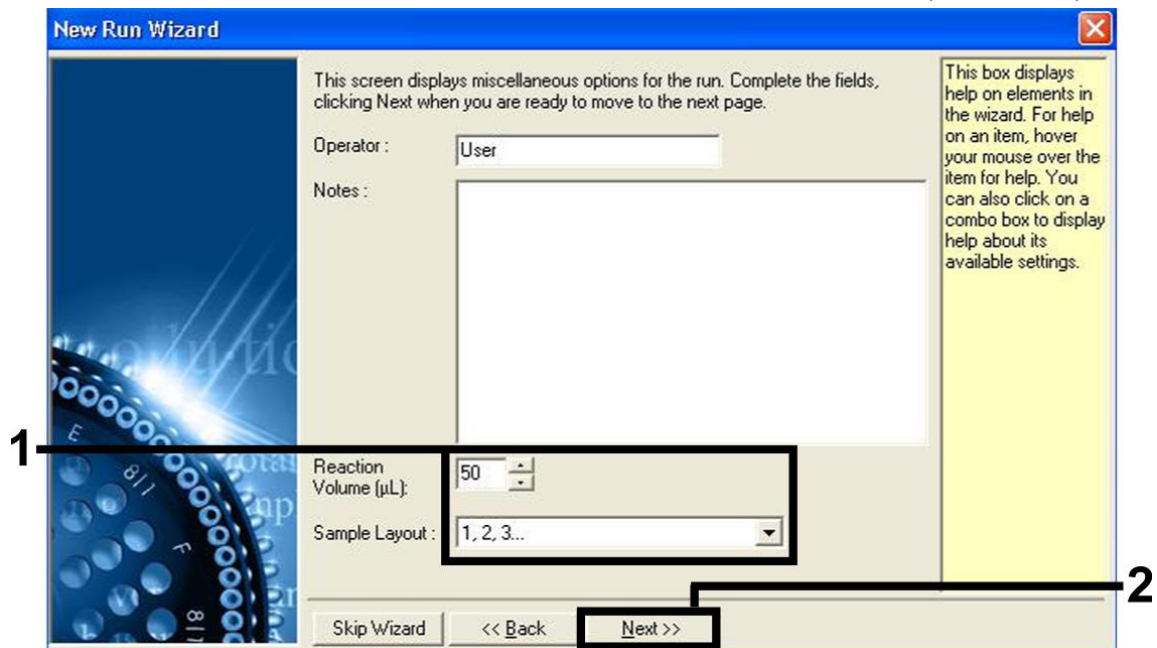 New Run Wizard
This screen displays miscellaneous options for the run. Complete the fields,
clicking Next when you are ready to move to the next page.
This box displays
help on elements in
the wizard. For help
on an item, hover
your mouse over the
item for help. You
can also click on a
combo box to display
help about its
available settings.
Operator :
User
Notes :
1
Reaction
Volume (µL):
50
Sample Layout :
1, 2, 3...
E
8|1
F
8|1
2
Skip Wizard
<< Back
Next >>